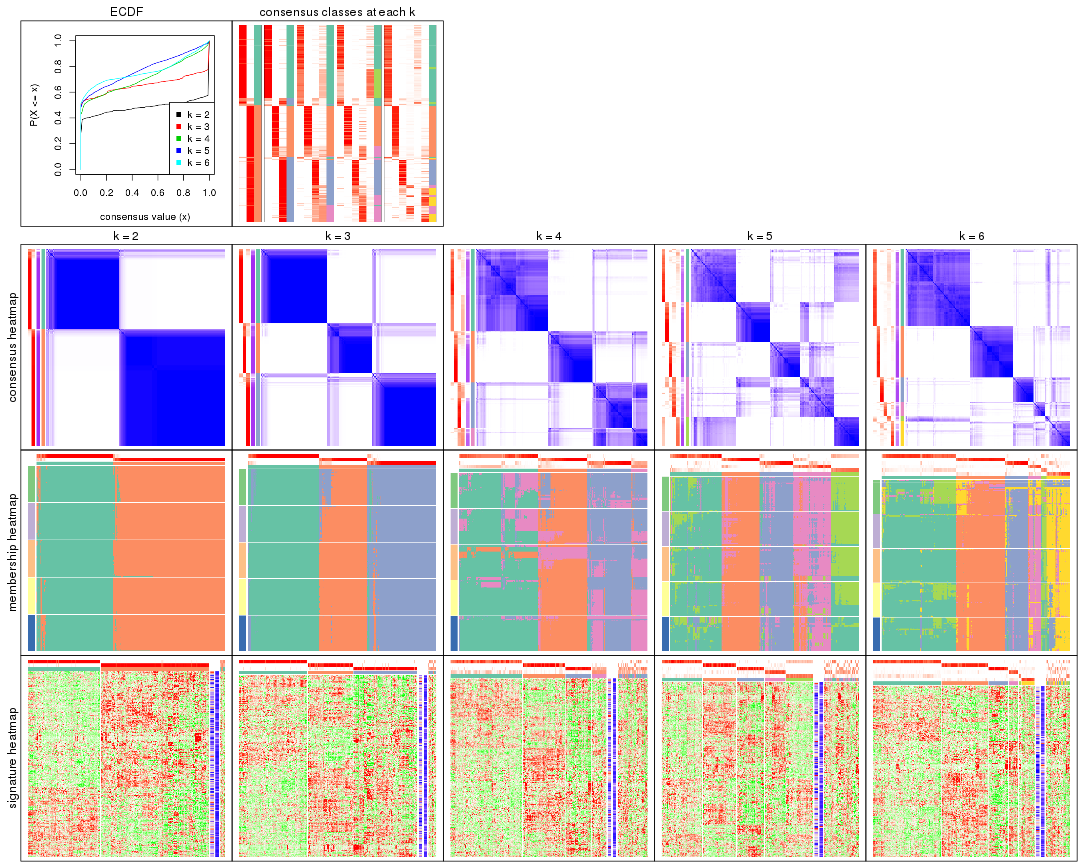 ECDF
consensus classes at each k
P(X <= x)
0.0
0.2
0.4
0.6
0.8
1.0
k = 2
k = 3
k = 4
k = 5
k = 6
0.0 0.2 0.4 0.6 0.8 1.0
consensus value (x)
k = 2
k = 3
k = 4
k = 5
k = 6
consensus heatmap
membership heatmap
signature heatmap